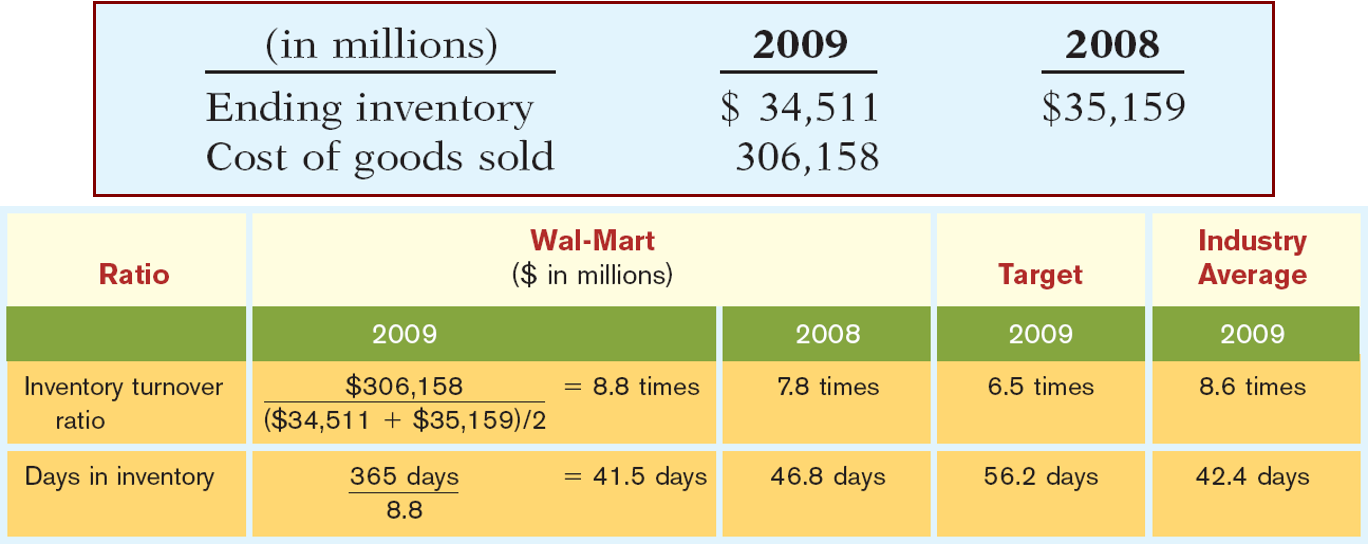 (in millions) 2009 2008
Ending inventory $ 34,511 $35,159
Cost of goods sold 306,158
Ratio
Wal-Mart
($ in millions)
Target
Industry
Average
2009 2008 2009 2009
Inventory turnover
ratio
$306,158
($34,511 + $35,159)/2
= 8.8 times
7.8 times
6.5 times
8.6 times
Days in inventory
365 days
8.8
= 41.5 days
46.8 days
56.2 days
42.4 days